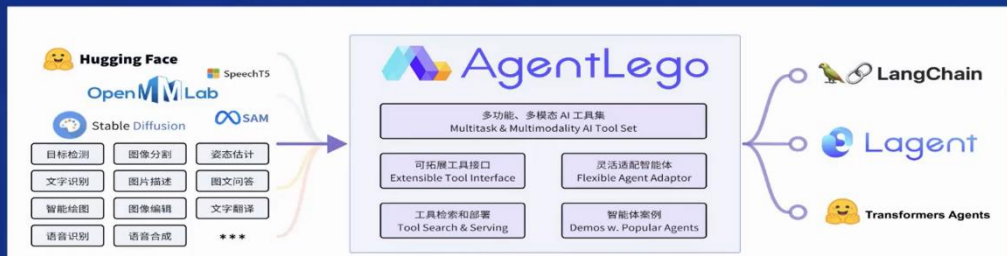 Hugging Face
SpeechT5
OpenMMLab
Stable Diffusion
SAM
目标检测 图像分割 姿态估计
文字识别 图片描述 图文问答
智能绘图 图像编辑 文字翻译
语音识别 语音合成 ***
AgentLego
多功能、多模态 AI 工具集
Multitask & Multimodality AI Tool Set
可拓展工具接口
Extensible Tool Interface
灵活适配智能体
Flexible Agent Adaptor
工具检索和部署
Tool Search & Serving
智能体案例
Demos w. Popular Agents
LangChain
Lagent
Transformers Agents